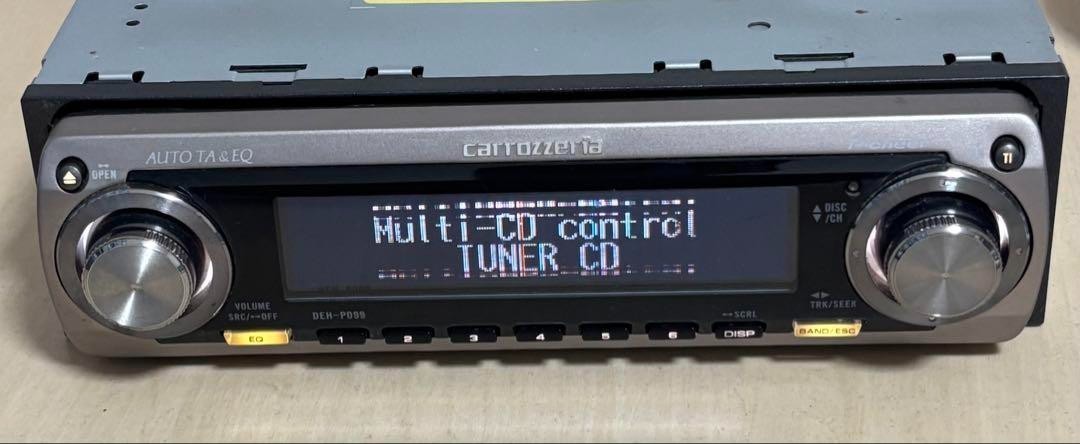 carrozzeria
AUTO TA & EQ
OPEN
TI
DISC
/CH
Multi-CD control
TUNER CD
VOLUME
SRC/OFF
TRK/SEEK
DEH-P099
SCRL
EQ
1
2
3
4
5
6
DISP
BAND/ESC